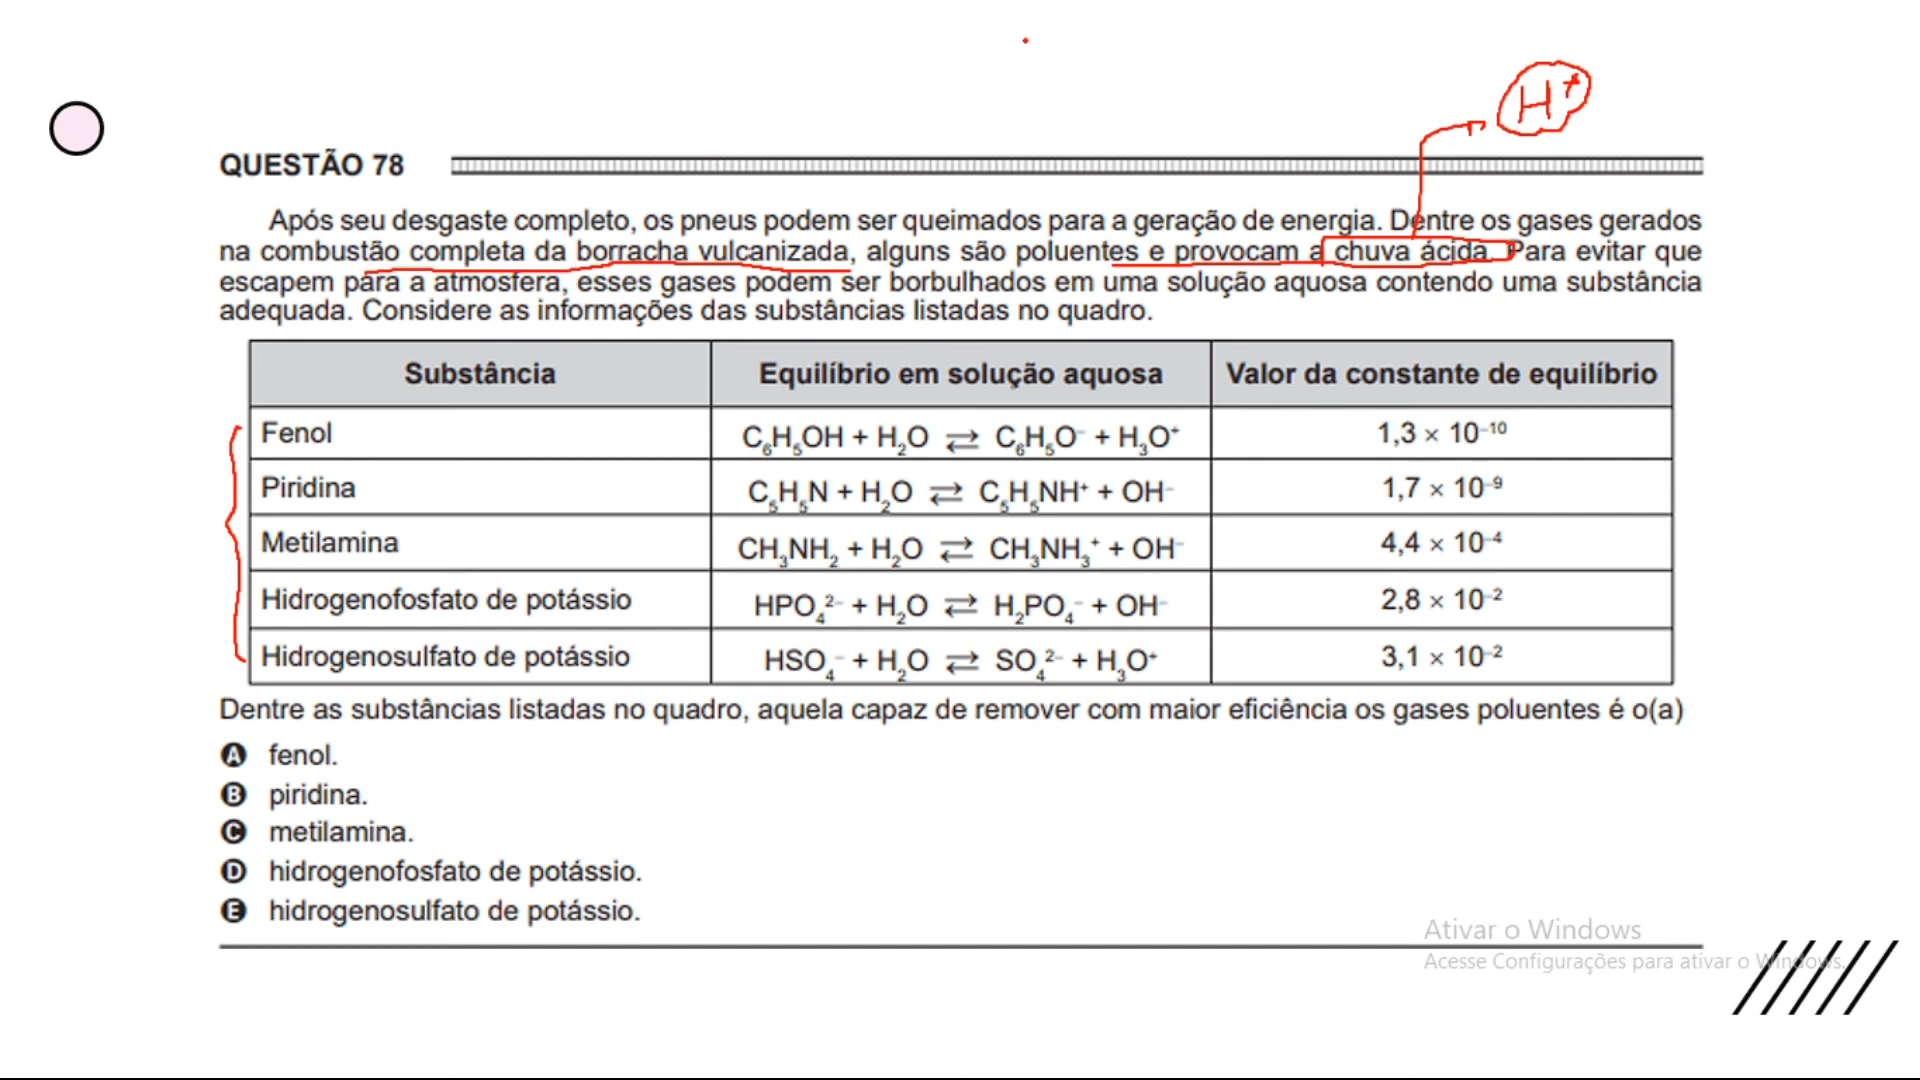 H⁺
QUESTÃO 78
Após seu desgaste completo, os pneus podem ser queimados para a geração de energia. Dentre os gases gerados
na combustão completa da borracha vulcanizada, alguns são poluentes e provocam a chuva ácida. Para evitar que
escapem para a atmosfera, esses gases podem ser borbulhados em uma solução aquosa contendo uma substância
adequada. Considere as informações das substâncias listadas no quadro.
Substância Equilíbrio em solução aquosa Valor da constante de equilíbrio
Fenol C₆H₅OH + H₂O ⇄ C₆H₅O⁻ + H₃O⁺ 1,3 × 10⁻¹⁰
Piridina C₅H₅N + H₂O ⇄ C₅H₅NH⁺ + OH⁻ 1,7 × 10⁻⁹
Metilamina CH₃NH₂ + H₂O ⇄ CH₃NH₃⁺ + OH⁻ 4,4 × 10⁻⁴
Hidrogenofosfato de potássio HPO₄²⁻ + H₂O ⇄ H₂PO₄⁻ + OH⁻ 2,8 × 10⁻²
Hidrogenosulfato de potássio HSO₄⁻ + H₂O ⇄ SO₄²⁻ + H₃O⁺ 3,1 × 10⁻²
Dentre as substâncias listadas no quadro, aquela capaz de remover com maior eficiência os gases poluentes é o(a)
A fenol.
B piridina.
C metilamina.
D hidrogenofosfato de potássio.
E hidrogenosulfato de potássio.
Ativar o Windows
Acesse Configurações para ativar o Windows.